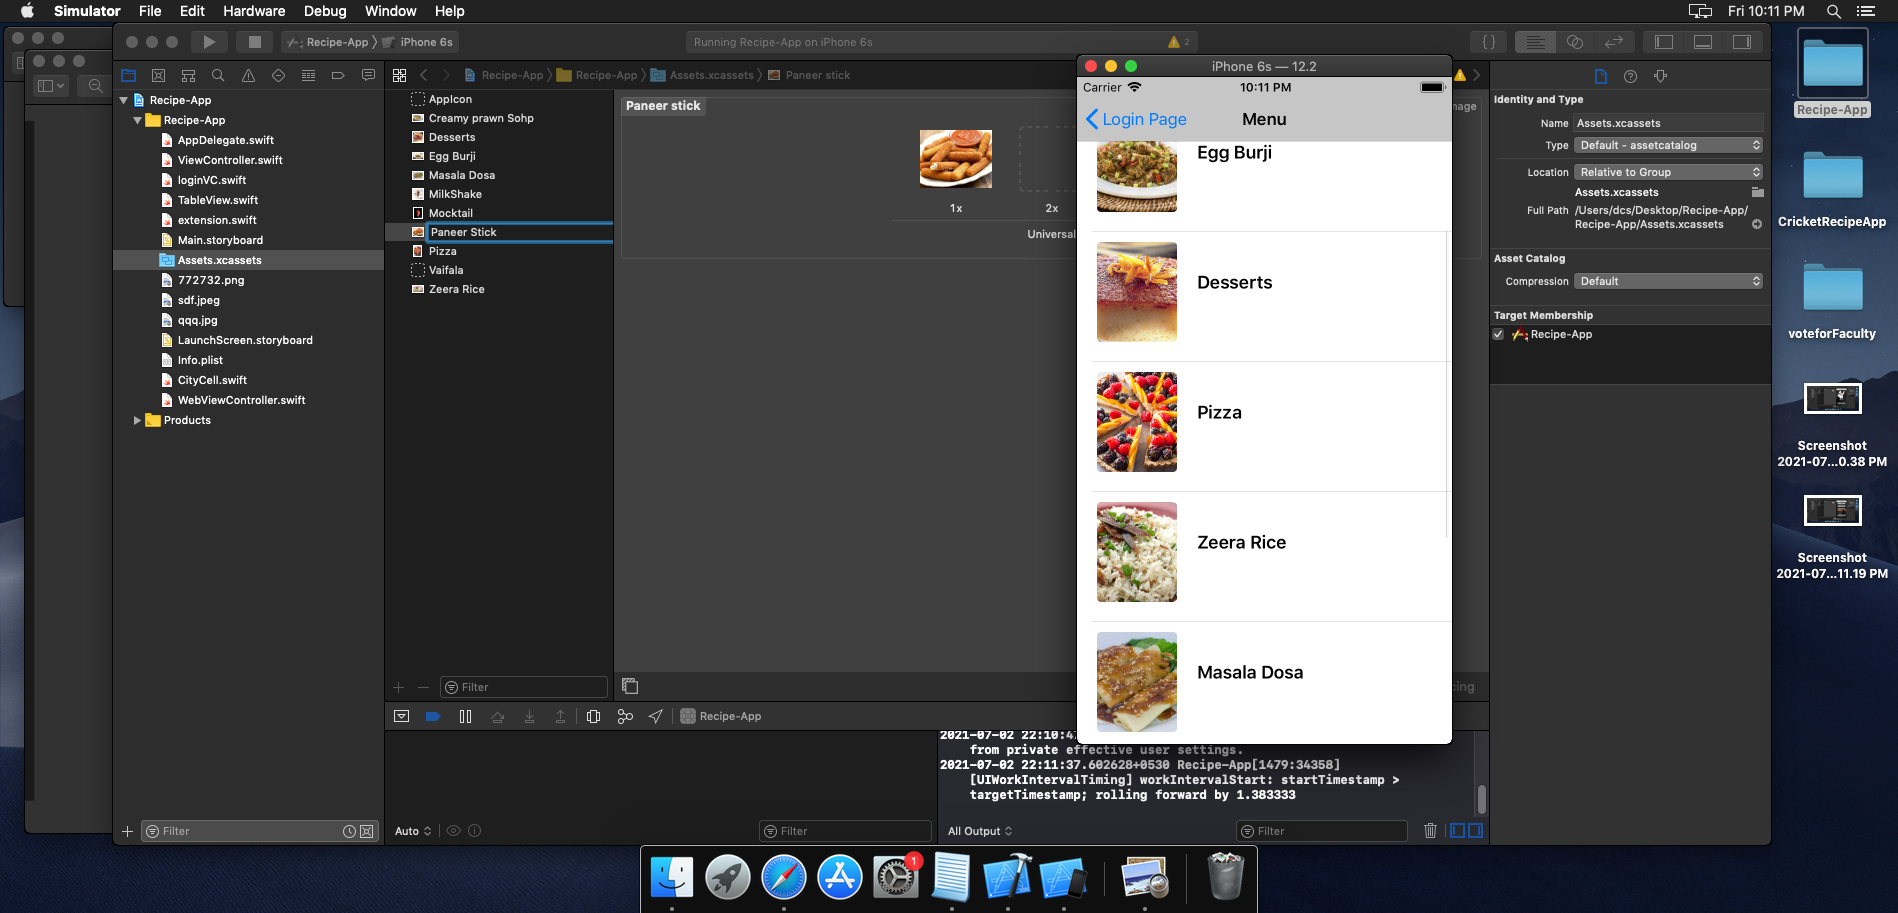 Simulator File Edit Hardware Debug Window Help
Fri 10:11 PM
Recipe-App iPhone 6s
Running Recipe-App on iPhone 6s
2
Recipe-App Recipe-App Assets.xcassets Paneer stick
Recipe-App
Recipe-App
AppDelegate.swift
ViewController.swift
loginVC.swift
TableView.swift
extension.swift
Main.storyboard
Assets.xcassets
772732.png
sdf.jpeg
qqq.jpg
LaunchScreen.storyboard
Info.plist
CityCell.swift
WebViewController.swift
Products
Filter
AppIcon
Creamy prawn Sohp
Desserts
Egg Burji
Masala Dosa
MilkShake
Mocktail
Paneer Stick
Pizza
Vaifala
Zeera Rice
Filter
Paneer stick
1x
2x
Universal
iPhone 6s — 12.2
Carrier
10:11 PM
Login Page
Menu
Egg Burji
Desserts
Pizza
Zeera Rice
Masala Dosa
Identity and Type
Name Assets.xcassets
Type Default - assetcatalog
Location Relative to Group
Assets.xcassets
Full Path /Users/dcs/Desktop/Recipe-App/
Recipe-App/Assets.xcassets
Asset Catalog
Compression Default
Target Membership
Recipe-App
Recipe-App
CricketRecipeApp
voteforFaculty
Screenshot
2021-07...0.38 PM
Screenshot
2021-07...11.19 PM
Recipe-App
2021-07-02 22:10:4
from private effective user settings.
2021-07-02 22:11:37.602628+0530 Recipe-App[1479:34358]
[UIWorkIntervalTiming] workIntervalStart: startTimestamp >
targetTimestamp; rolling forward by 1.383333
Auto
Filter
All Output
Filter
1